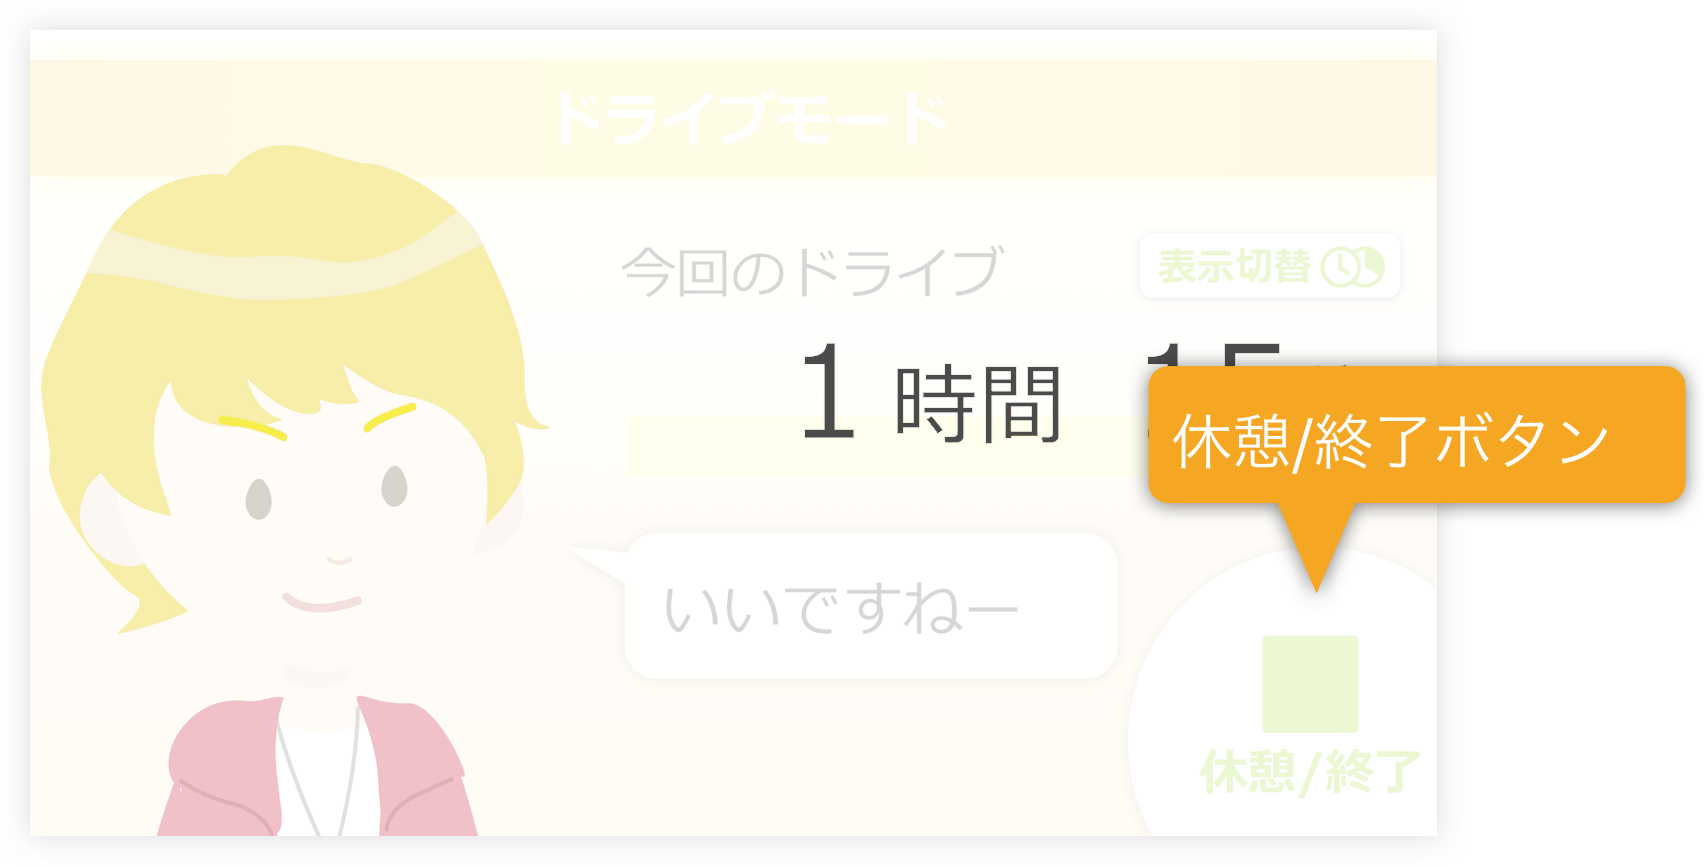 ドライブモード
今回のドライブ
表示切替
1 時間 15
休憩/終了ボタン
いいですねー
休憩/終了